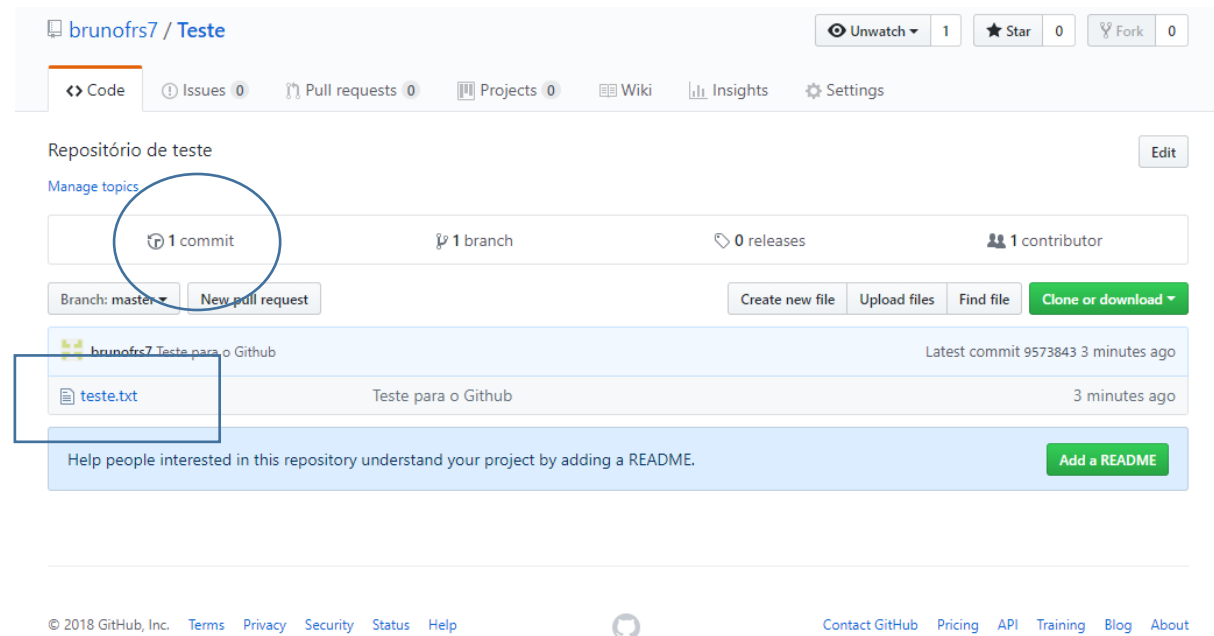 brunofrs7 / Teste Unwatch 1 Star 0 Fork 0
Code Issues 0 Pull requests 0 Projects 0 Wiki Insights Settings
Repositório de teste Edit
Manage topics
1 commit 1 branch 0 releases 1 contributor
Branch: master New pull request Create new file Upload files Find file Clone or download
brunofrs7 Teste para o Github Latest commit 9573843 3 minutes ago
teste.txt Teste para o Github 3 minutes ago
Help people interested in this repository understand your project by adding a README. Add a README
© 2018 GitHub, Inc. Terms Privacy Security Status Help Contact GitHub Pricing API Training Blog About